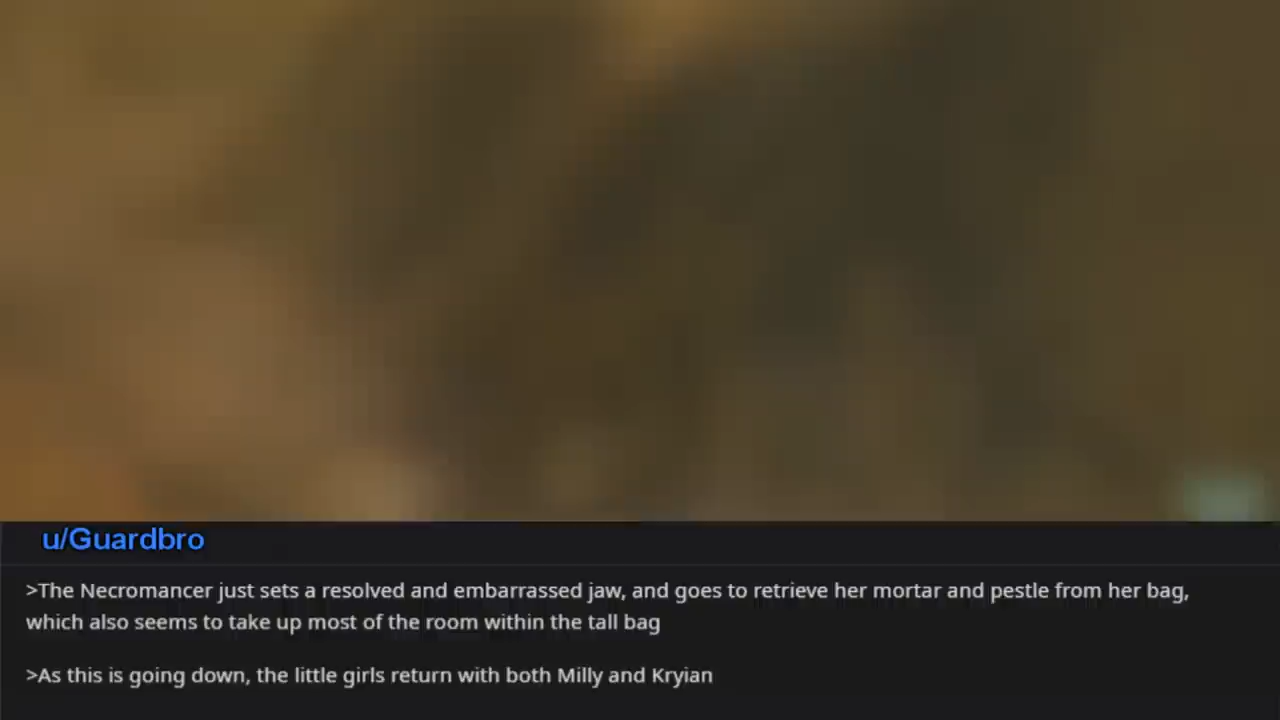 u/Guardbro
>The Necromancer just sets a resolved and embarrassed jaw, and goes to retrieve her mortar and pestle from her bag,
which also seems to take up most of the room within the tall bag
>As this is going down, the little girls return with both Milly and Kryian